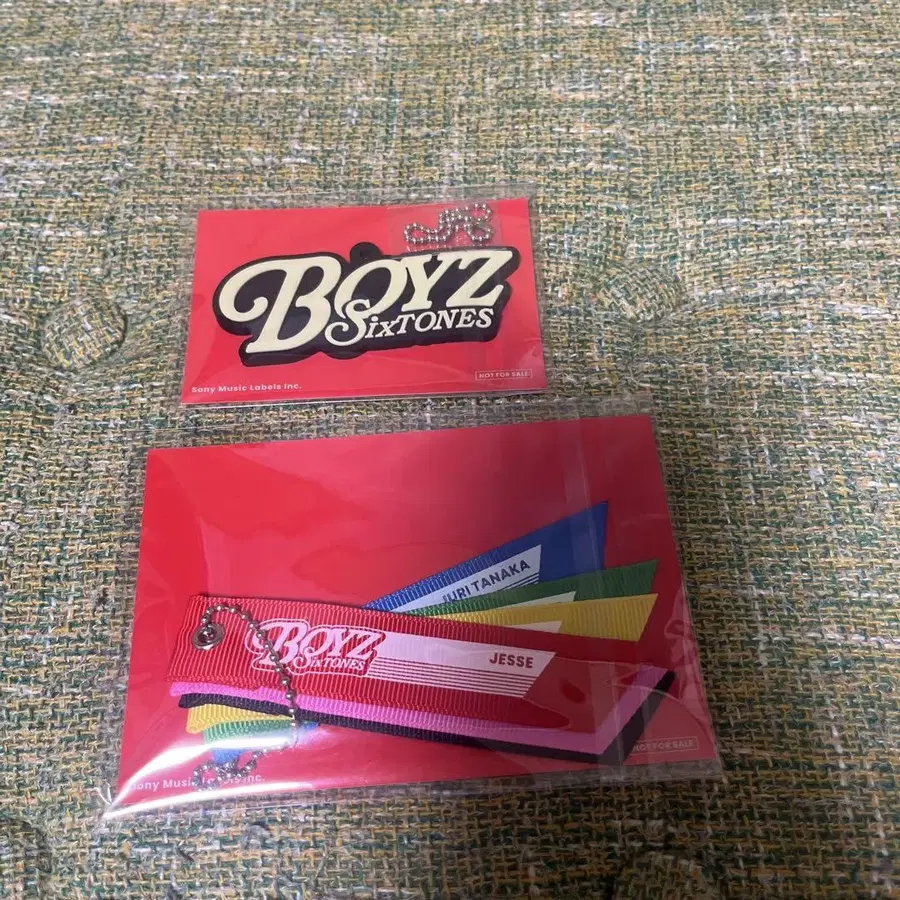 BOYZ
SixTONES
Sony Music Labels Inc.
NOT FOR SALE
JURI TANAKA
BOYZ
SixTONES
JESSE
NOT FOR SALE
Sony Music Labels Inc.